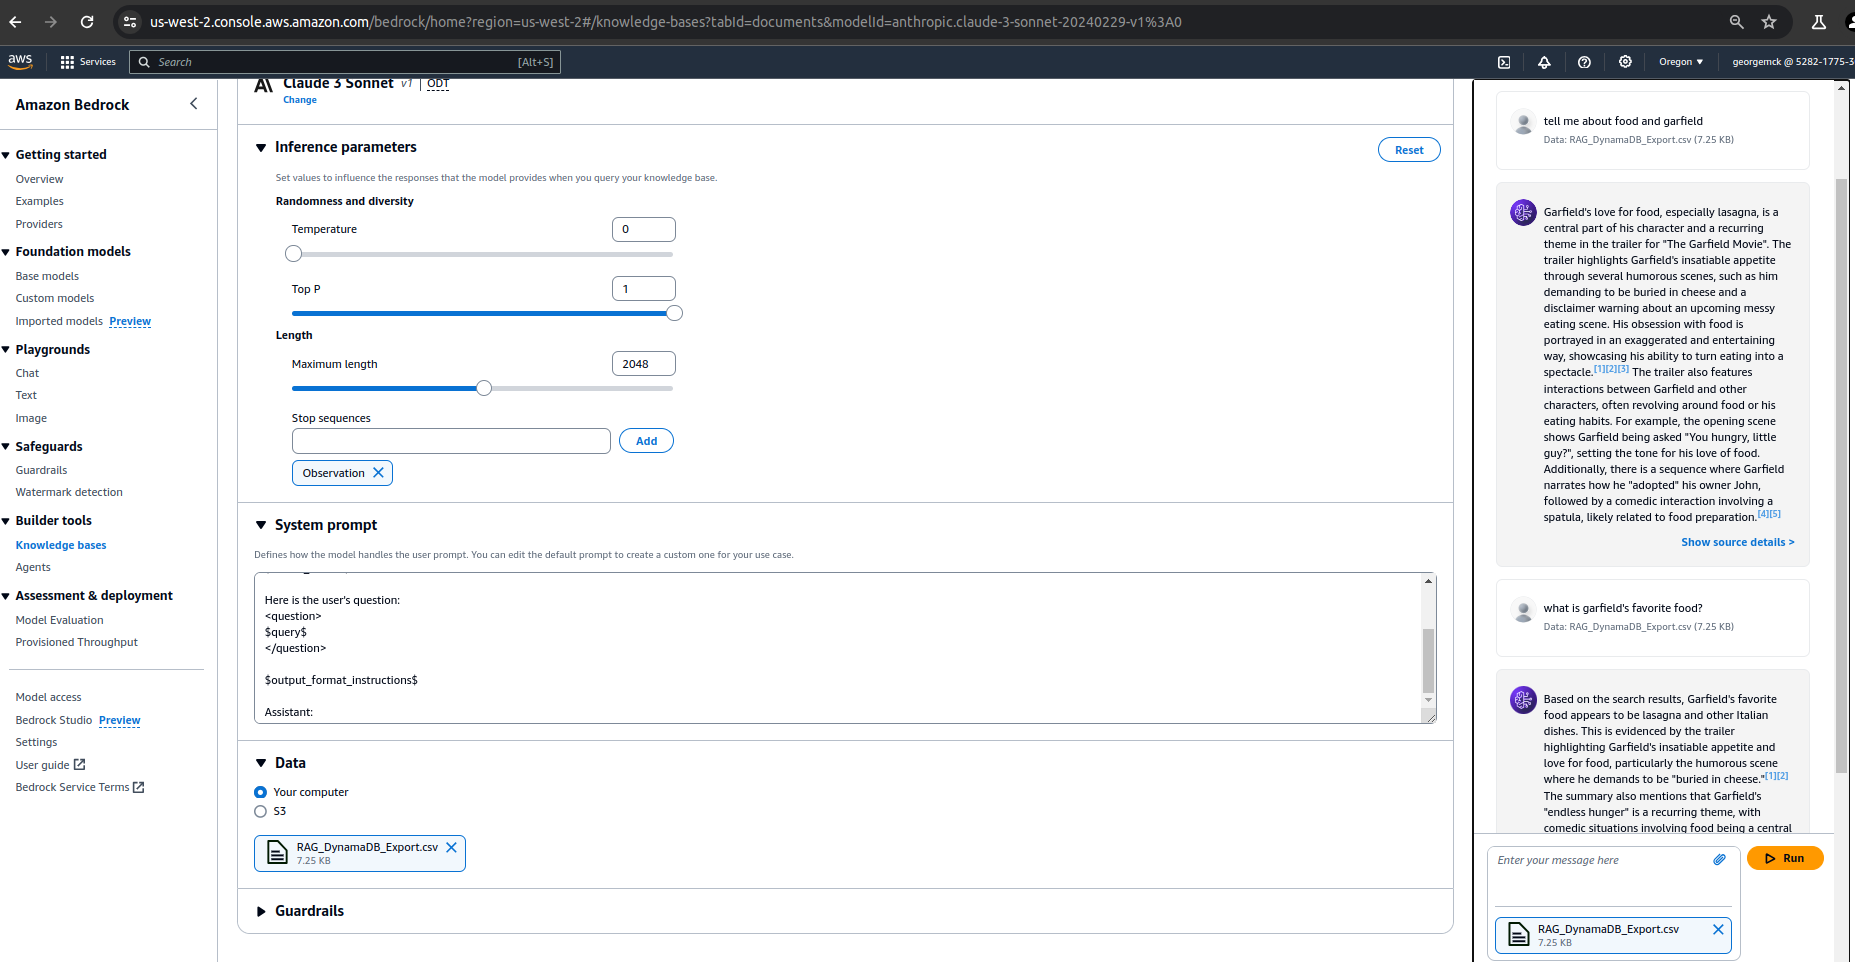 us-west-2.console.aws.amazon.com/bedrock/home?region=us-west-2#/knowledge-bases?tabId=documents&modelId=anthropic.claude-3-sonnet-20240229-v1%3A0
aws
Services
Search
[Alt+S]
Oregon
georgemck @ 5282-1775-3
Amazon Bedrock
Getting started
Overview
Examples
Providers
Foundation models
Base models
Custom models
Imported models Preview
Playgrounds
Chat
Text
Image
Safeguards
Guardrails
Watermark detection
Builder tools
Knowledge bases
Agents
Assessment & deployment
Model Evaluation
Provisioned Throughput
Model access
Bedrock Studio Preview
Settings
User guide
Bedrock Service Terms
Claude 3 Sonnet v1 | ODT
Change
Inference parameters
Reset
Set values to influence the responses that the model provides when you query your knowledge base.
Randomness and diversity
Temperature
0
Top P
1
Length
Maximum length
2048
Stop sequences
Add
Observation
System prompt
Defines how the model handles the user prompt. You can edit the default prompt to create a custom one for your use case.
Here is the user's question:
<question>
$query$
</question>
$output_format_instructions$
Assistant:
Data
Your computer
S3
RAG_DynamaDB_Export.csv
7.25 KB
Guardrails
tell me about food and garfield
Data: RAG_DynamaDB_Export.csv (7.25 KB)
Garfield's love for food, especially lasagna, is a
central part of his character and a recurring
theme in the trailer for "The Garfield Movie". The
trailer highlights Garfield's insatiable appetite
through several humorous scenes, such as him
demanding to be buried in cheese and a
disclaimer warning about an upcoming messy
eating scene. His obsession with food is
portrayed in an exaggerated and entertaining
way, showcasing his ability to turn eating into a
spectacle.[1][2][3] The trailer also features
interactions between Garfield and other
characters, often revolving around food or his
eating habits. For example, the opening scene
shows Garfield being asked "You hungry, little
guy?", setting the tone for his love of food.
Additionally, there is a sequence where Garfield
narrates how he "adopted" his owner John,
followed by a comedic interaction involving a
spatula, likely related to food preparation.[4][5]
Show source details >
what is garfield's favorite food?
Data: RAG_DynamaDB_Export.csv (7.25 KB)
Based on the search results, Garfield's favorite
food appears to be lasagna and other Italian
dishes. This is evidenced by the trailer
highlighting Garfield's insatiable appetite and
love for food, particularly the humorous scene
where he demands to be "buried in cheese."[1][2]
The summary also mentions that Garfield's
"endless hunger" is a recurring theme, with
comedic situations involving food being a central
Enter your message here
Run
RAG_DynamaDB_Export.csv
7.25 KB